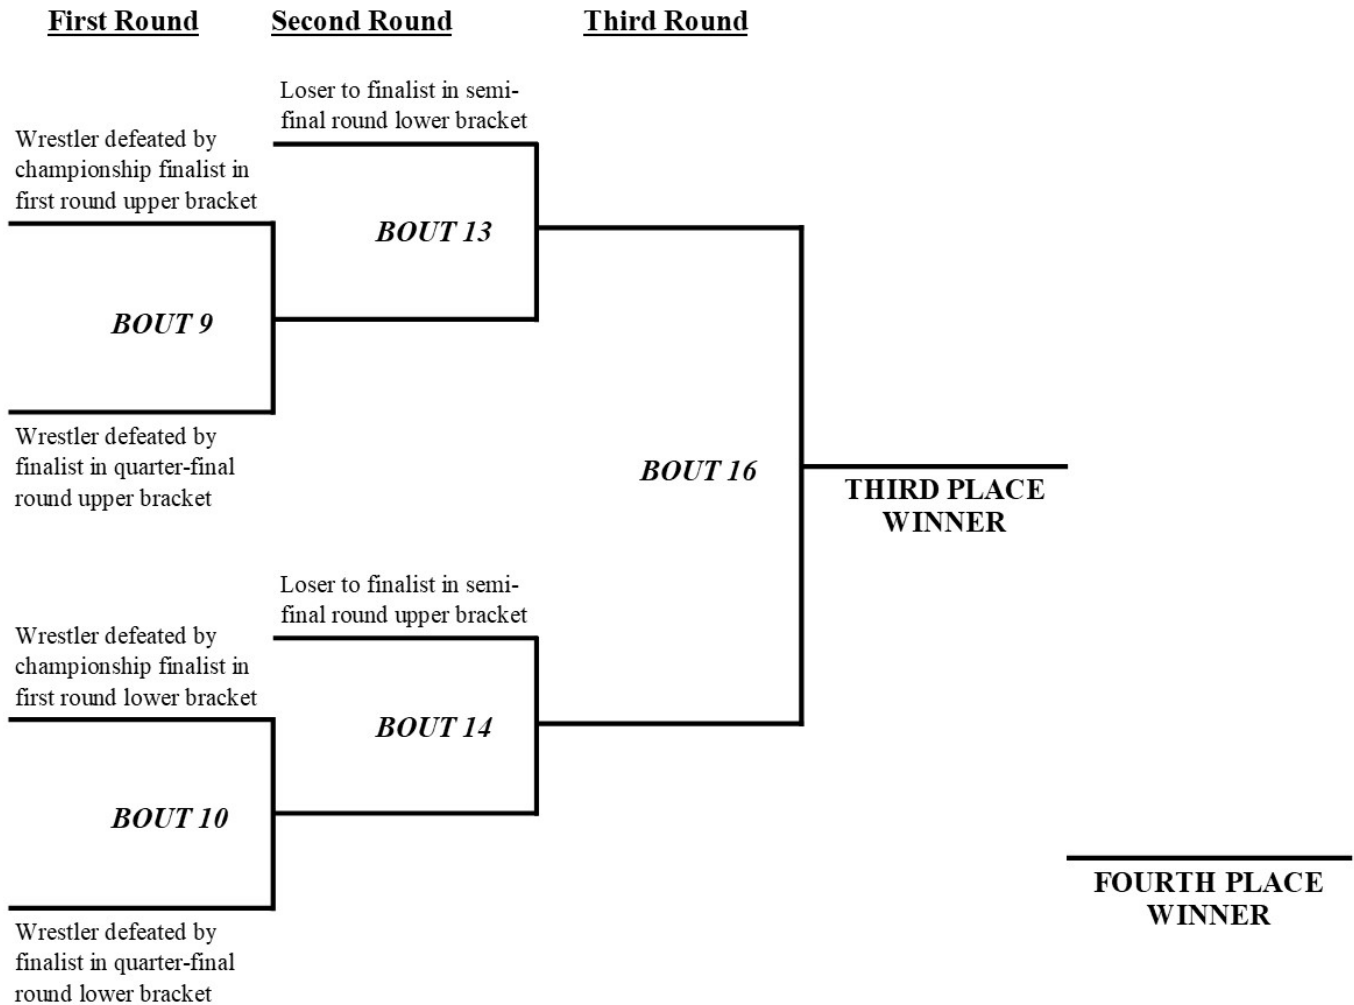 First Round
Second Round
Third Round
Loser to finalist in semi-
final round lower bracket
Wrestler defeated by
championship finalist in
first round upper bracket
BOUT 13
BOUT 9
Wrestler defeated by
finalist in quarter-final
round upper bracket
BOUT 16
THIRD PLACE
WINNER
Loser to finalist in semi-
final round upper bracket
Wrestler defeated by
championship finalist in
first round lower bracket
BOUT 14
BOUT 10
FOURTH PLACE
WINNER
Wrestler defeated by
finalist in quarter-final
round lower bracket